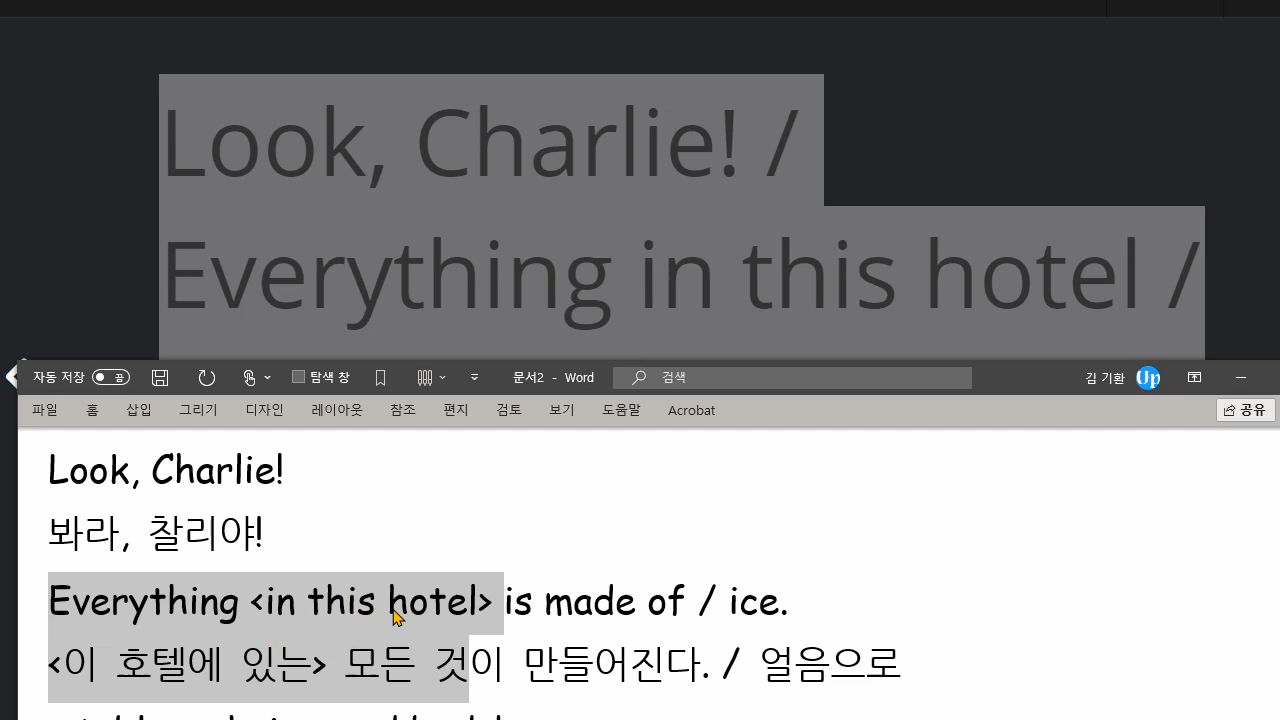 Look, Charlie! /
Everything in this hotel /
자동 저장 끔 탐색 창 문서2 - Word 검색 김 기환 Up
파일 홈 삽입 그리기 디자인 레이아웃 참조 편지 검토 보기 도움말 Acrobat 공유
Look, Charlie!
봐라, 찰리야!
Everything <in this hotel> is made of / ice.
<이 호텔에 있는> 모든 것이 만들어진다. / 얼음으로